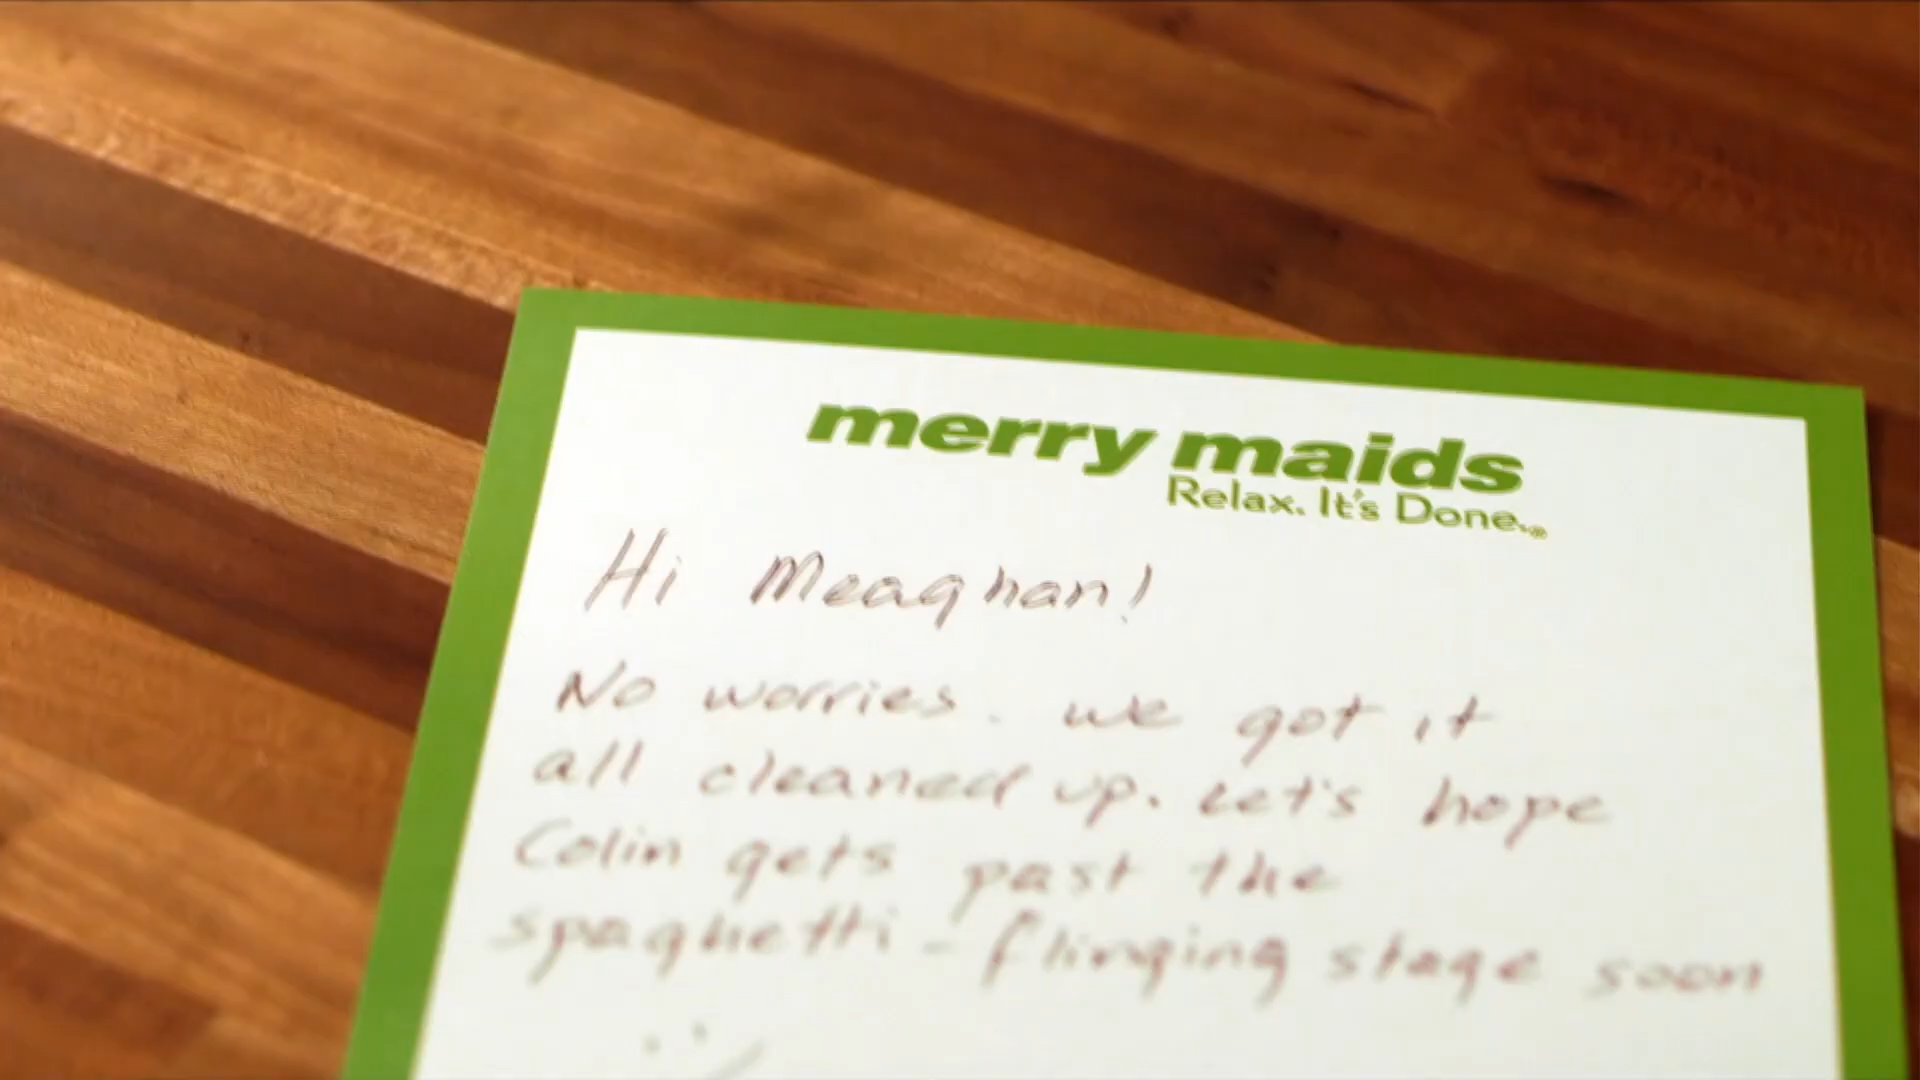 merry maids
Relax. It's Done.®
Hi Meaghan!
No worries. we got it
all cleaned up. Let's hope
Colin gets past the
spaghetti - flinging stage soon
:)